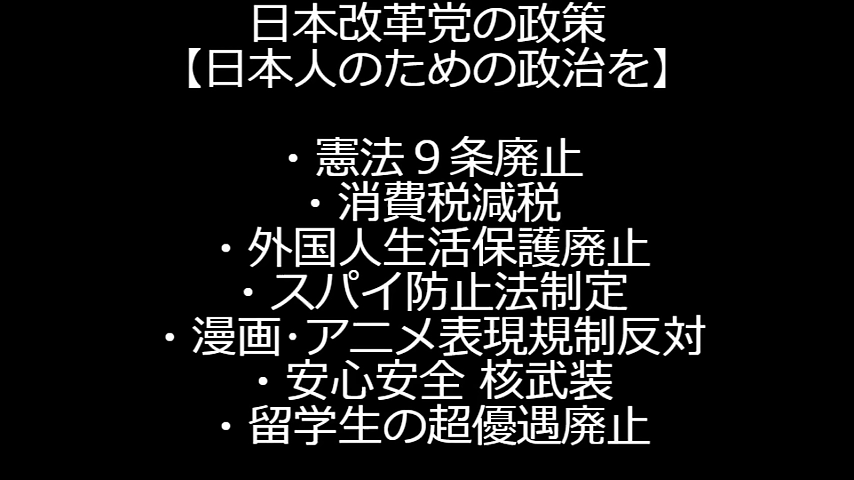 日本改革党の政策
【日本人のための政治を】
・憲法９条廃止
・消費税減税
・外国人生活保護廃止
・スパイ防止法制定
・漫画･アニメ表現規制反対
・安心安全 核武装
・留学生の超優遇廃止